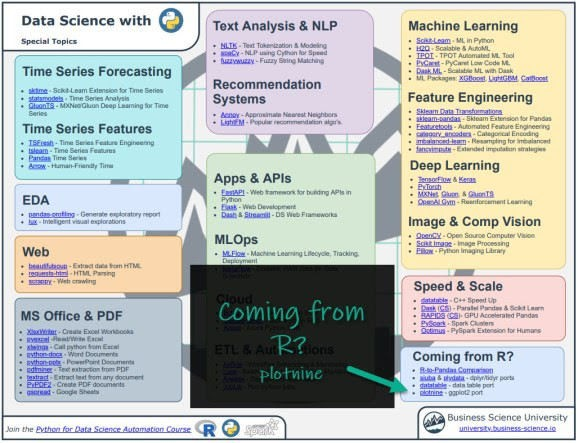 Data Science with
Special Topics
Time Series Forecasting
sktime - Scikit-Learn Extension for Time Series
statsmodels - Time Series Analysis
GluonTS - MXNet/Gluon Deep Learning for Time Series
Time Series Features
TSFresh - Time Series Feature Engineering
tslearn - Time Series Features
Pandas Time Series
Arrow - Human-Friendly Time
EDA
pandas-profiling - Generate exploratory report
lux - Intelligent visual explorations
Web
beautifulsoup - Extract data from HTML
requests-html - HTML Parsing
scrappy - Web crawling
MS Office & PDF
XlsxWriter - Create Excel Workbooks
pyexcel -Read/Write Excel
xlwings - Call python from Excel
python-docx - Word Documents
python-pptx - PowerPoint Documents
pdfminer - Text extraction from PDF
textract - Extract text from any document
PyPDF2 - Create PDF documents
gspread - Google Sheets
Text Analysis & NLP
NLTK - Text Tokenization & Modeling
spaCy - NLP using Cython for Speed
fuzzywuzzy - Fuzzy String Matching
Recommendation
Systems
Annoy - Approximate Nearest Neighbors
LightFM - Popular recommendation algo's.
Apps & APIs
FastAPI - Web framework for building APIs in
Python
Flask - Web Development
Dash & Streamlit - DS Web Frameworks
MLOps
MLFlow - Machine Learning Lifecycle, Tracking,
Deployment
Cloud
ETL & Automations
Coming from
R?
plotnine
Machine Learning
Scikit-Learn - ML in Python
H2O - Scalable & AutoML
TPOT - TPOT Automated ML Tool
PyCaret - PyCaret Low Code ML
Dask ML - Scalable ML with Dask
ML Packages: XGBoost, LightGBM, CatBoost
Feature Engineering
Sklearn Data Transformations
sklearn-pandas - Sklearn Extension for Pandas
Featuretools - Automated Feature Engineering
category_encoders - Categorical Encoding
imbalanced-learn - Resampling for Imbalanced
fancyimpute - Extended imputation strategies
Deep Learning
TensorFlow & Keras
PyTorch
MXNet, Gluon, & GluonTS
OpenAI Gym - Reenforcement Learning
Image & Comp Vision
OpenCV - Open Source Computer Vision
Scikit Image - Image Processing
Pillow - Python Imaging Library
Speed & Scale
datatable - C++ Speed Up
Dask (CS)- Parallel Pandas & Scikit Learn
RAPIDS (CS)- GPU Accelerated Pandas
PySpark - Spark Clusters
Optimus - PySpark Extension for Humans
Coming from R?
R-to-Pandas Comparison
siuba & pydata - dplyr/tidyr ports
datatable - data table port
plotnine - ggplot2 port
Join the Python for Data Science Automation Course
R
Spark
Business Science University
university.business-science.io